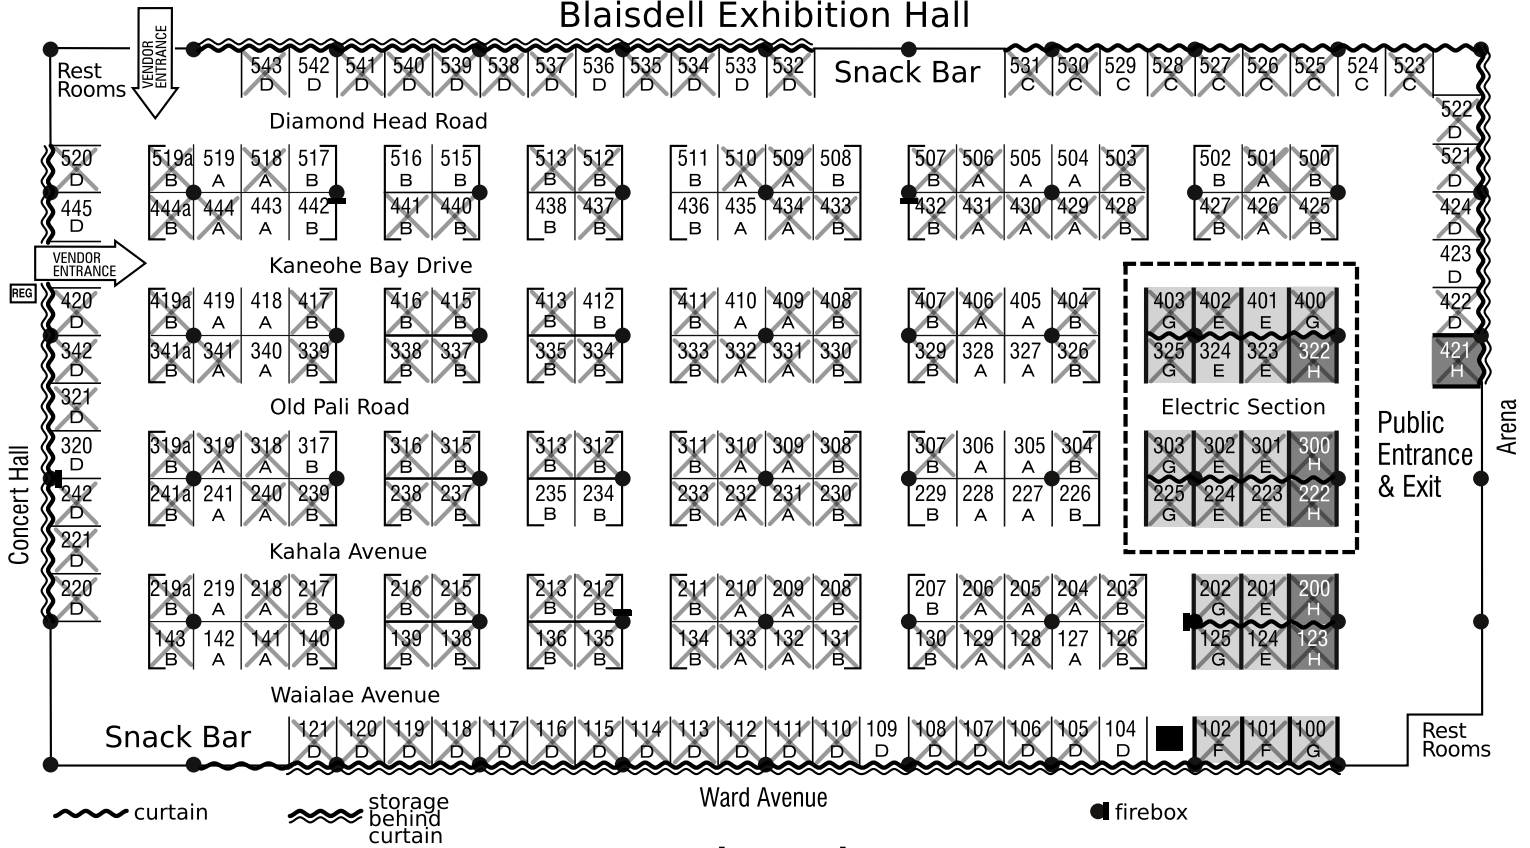 Blaisdell Exhibition Hall
VENDOR
ENTRANCE
Rest
Rooms
543 542 541 540 539 538 537 536 535 534 533 532
D D D D D D D D D D D D
Snack Bar
531 530 529 528 527 526 525 524 523
C C C C C C C C C
522
D
Diamond Head Road
520 519a 519 518 517 516 515 513 512 511 510 509 508 507 506 505 504 503 502 501 500 521
D B A A B B B B B B A A B B A A A B B A B D
445 444a 444 443 442 441 440 438 437 436 435 434 433 432 431 430 429 428 427 426 425 424
D B A A B B B B B B A A B B A A A B B A B D
VENDOR
ENTRANCE
Kaneohe Bay Drive
423
D
REG
420 419a 419 418 417 416 415 413 412 411 410 409 408 407 406 405 404 403 402 401 400 422
D B A A B B B B B B A A B B A A B G E E G D
342 341a 341 340 339 338 337 335 334 333 332 331 330 329 328 327 326 325 324 323 322 421
D B A A B B B B B B A A B B A A B G E E H H
321
D
Old Pali Road
Electric Section
320 319a 319 318 317 316 315 313 312 311 310 309 308 307 306 305 304 303 302 301 300
D B A A B B B B B B A A B B A A B G E E H
242 241a 241 240 239 238 237 235 234 233 232 231 230 229 228 227 226 225 224 223 222
D B A A B B B B B B A A B B A A B G E E H
Public
Entrance
& Exit
Arena
Concert Hall
221
D
Kahala Avenue
220 219a 219 218 217 216 215 213 212 211 210 209 208 207 206 205 204 203 202 201 200
D B A A B B B B B B A A B B A A A B G E H
143 142 141 140 139 138 136 135 134 133 132 131 130 129 128 127 126 125 124 123
B A A B B B B B B A A B B A A A B G E H
Waialae Avenue
Snack Bar
121 120 119 118 117 116 115 114 113 112 111 110 109 108 107 106 105 104 102 101 100
D D D D D D D D D D D D D D D D D D F F G
Rest
Rooms
curtain
storage
behind
curtain
Ward Avenue
firebox